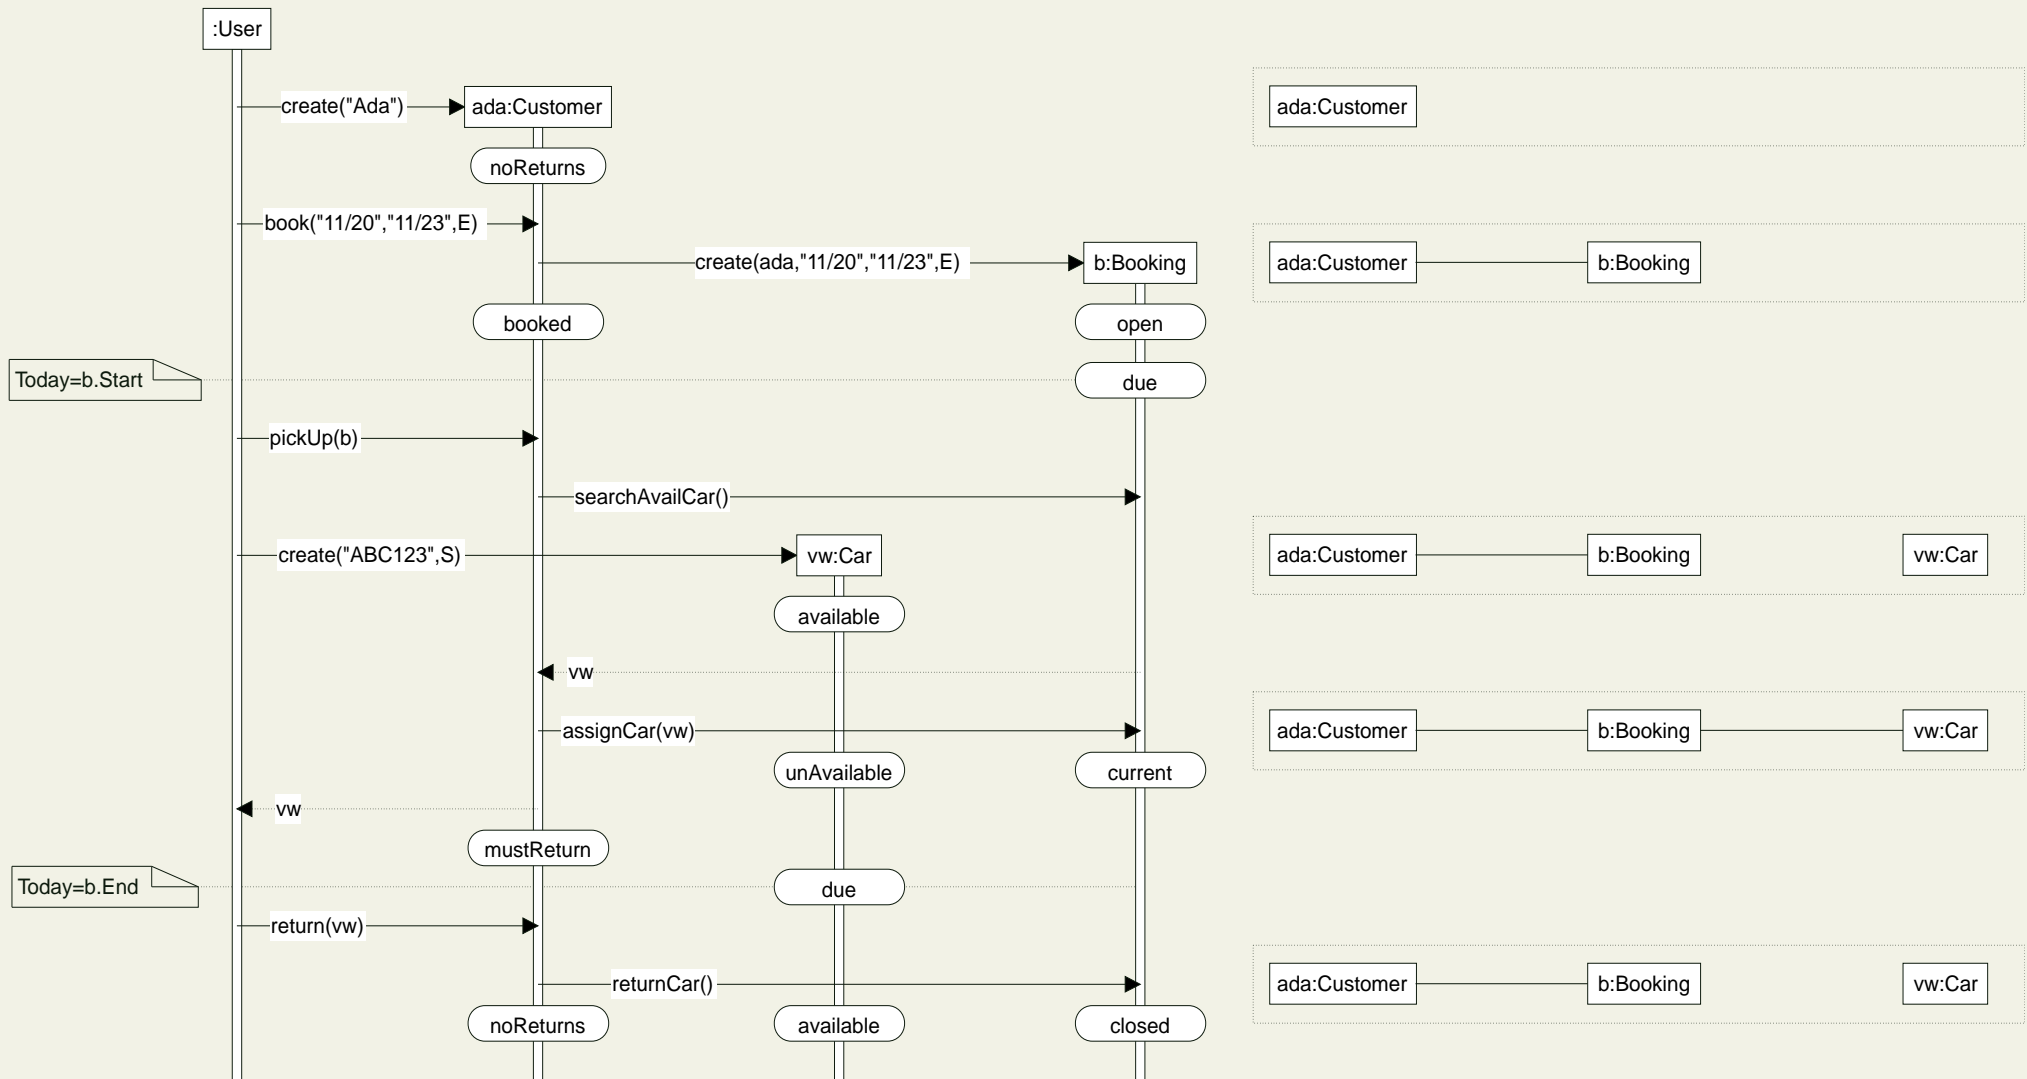 :User
create("Ada")
ada:Customer
ada:Customer
noReturns
book("11/20","11/23",E)
create(ada,"11/20","11/23",E)
b:Booking
ada:Customer
b:Booking
booked
open
Today=b.Start
due
pickUp(b)
searchAvailCar()
create("ABC123",S)
vw:Car
ada:Customer
b:Booking
vw:Car
available
vw
assignCar(vw)
ada:Customer
b:Booking
vw:Car
unAvailable
current
vw
mustReturn
Today=b.End
due
return(vw)
returnCar()
ada:Customer
b:Booking
vw:Car
noReturns
available
closed